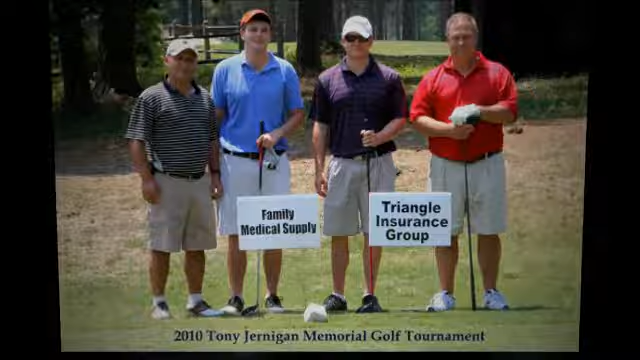 Family
Medical Supply
Triangle
Insurance
Group
2010 Tony Jernigan Memorial Golf Tournament